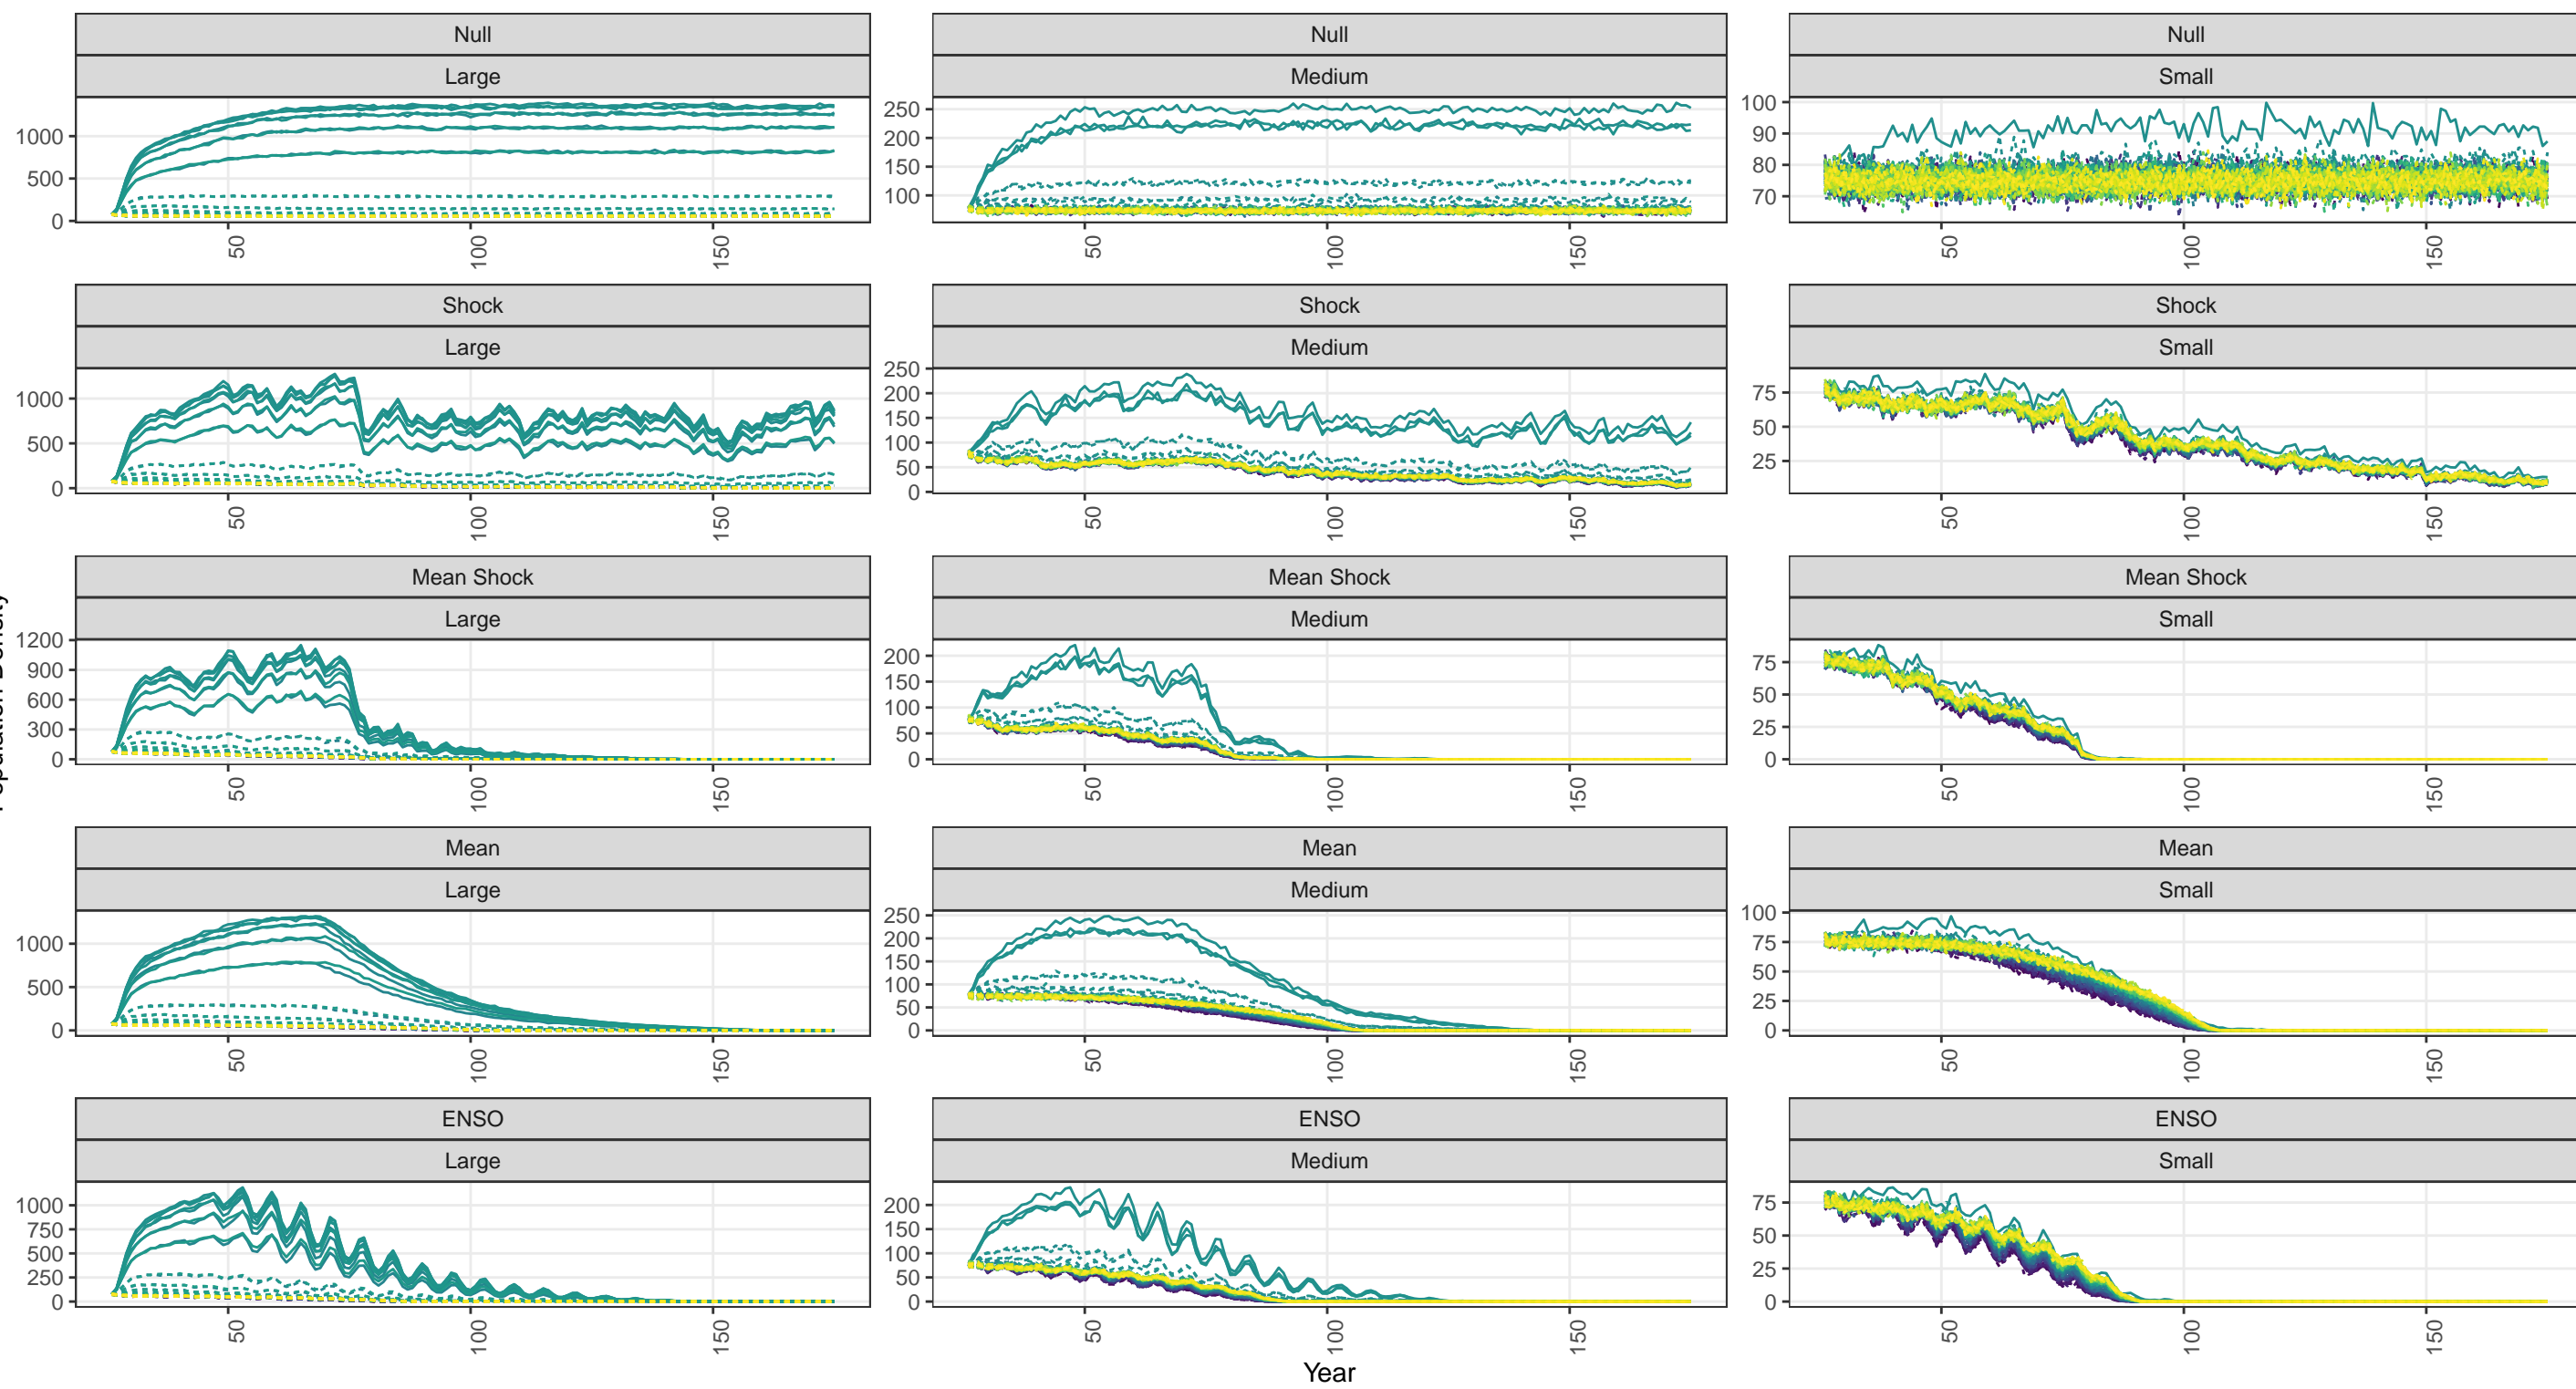 Null Null Null
Large Medium Small
1000 500 0 50 100 150
250 200 150 100 50 100 150
100 90 80 70 50 100 150
Shock Shock Shock
Large Medium Small
1000 500 0 50 100 150
250 200 150 100 50 0 50 100 150
75 50 25 50 100 150
Mean Shock Mean Shock Mean Shock
Large Medium Small
1200 900 600 300 0 50 100 150
200 150 100 50 0 50 100 150
75 50 25 0 50 100 150
Mean Mean Mean
Large Medium Small
1000 500 0 50 100 150
250 200 150 100 50 0 50 100 150
100 75 50 25 0 50 100 150
ENSO ENSO ENSO
Large Medium Small
1000 750 500 250 0 50 100 150
200 150 100 50 0 50 100 150
75 50 25 0 50 100 150
Year